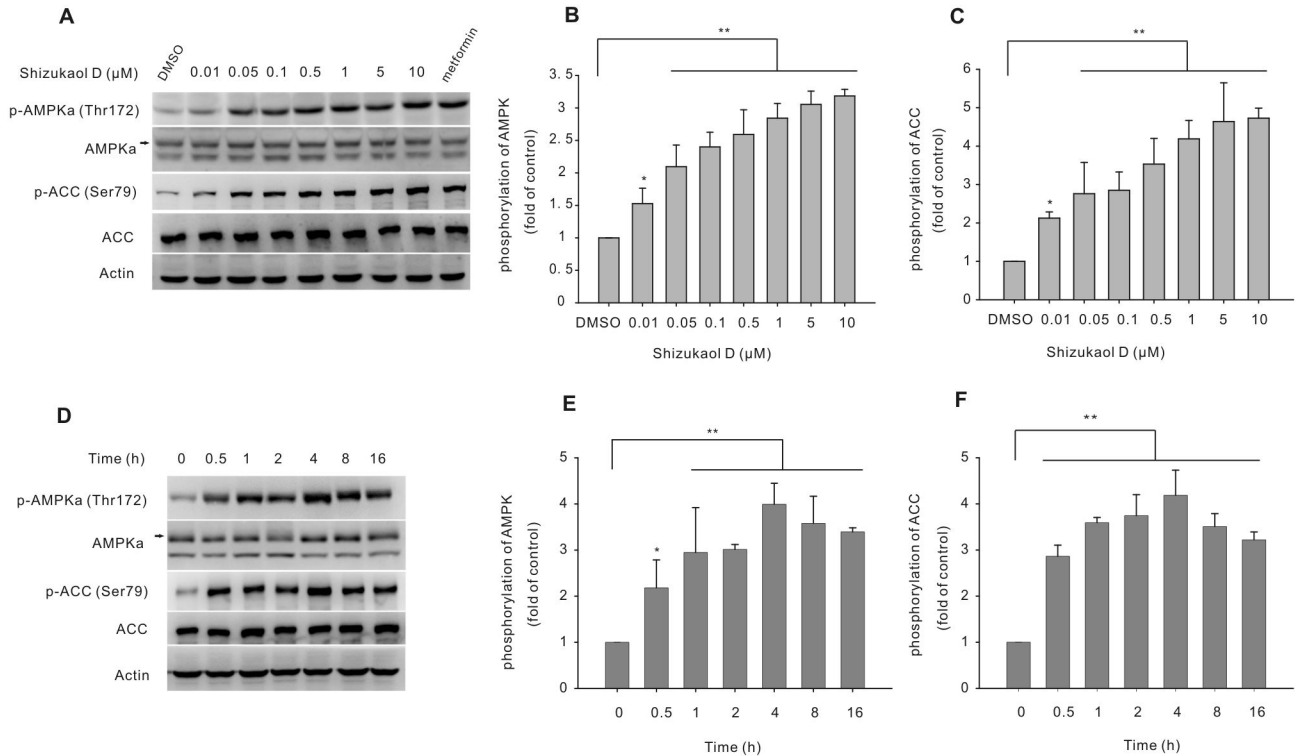 A
DMSO 0.01 0.05 0.1 0.5 1 5 10 metformin
Shizukaol D (µM)
p-AMPKa (Thr172)
AMPKa
p-ACC (Ser79)
ACC
Actin
B
**
phosphorylation of AMPK
(fold of control)
3.5
3
2.5
2
1.5
1
0. 5
0
*
DMSO 0.01 0.05 0.1 0.5 1 5 10
Shizukaol D (µM)
C
**
phosphorylation of ACC
(fold of control)
6
5
4
3
2
1
0
*
DMSO 0.01 0.05 0.1 0.5 1 5 10
Shizukaol D (µM)
D
Time (h)
0 0.5 1 2 4 8 16
p-AMPKa (Thr172)
AMPKa
p-ACC (Ser79)
ACC
Actin
E
**
phosphorylation of AMPK
(fold of control)
5
4
3
2
1
0
*
0 0.5 1 2 4 8 16
Time (h)
F
**
phosphorylation of ACC
(fold of control)
5
4
3
2
1
0
0 0.5 1 2 4 8 16
Time (h)